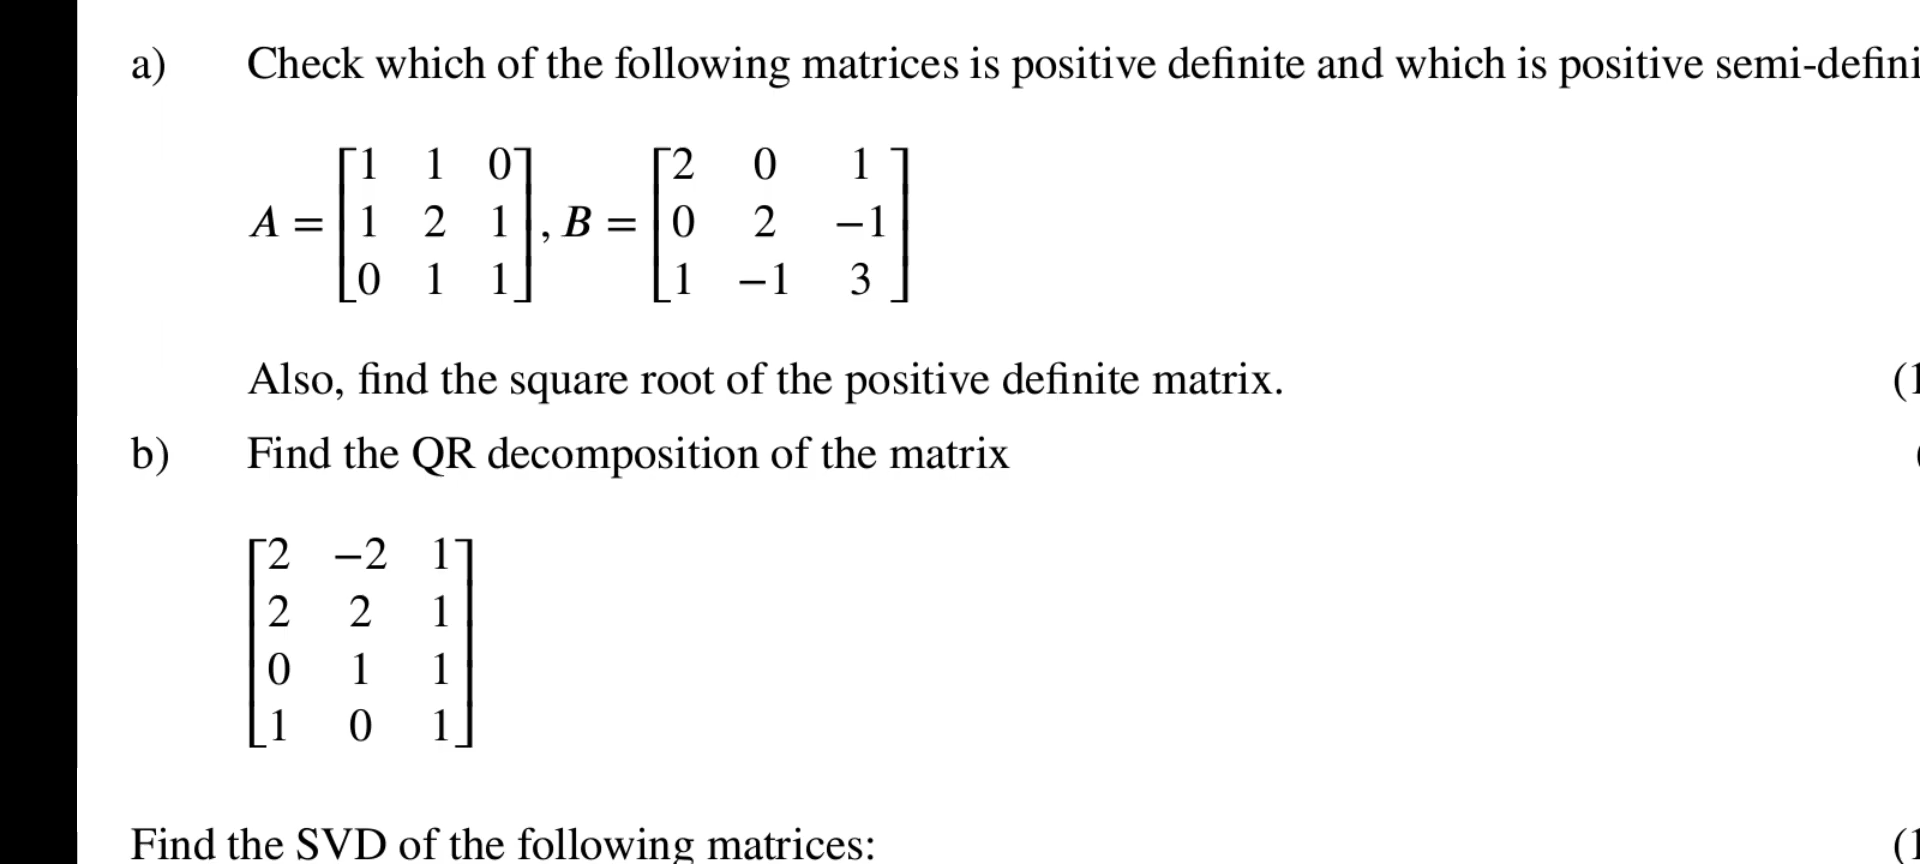 a) Check which of the following matrices is positive definite and which is positive semi-defini
A = [1 1 0; 1 2 1; 0 1 1], B = [2 0 1; 0 2 −1; 1 −1 3]
Also, find the square root of the positive definite matrix. (1
b) Find the QR decomposition of the matrix (
[2 −2 1
2 2 1
0 1 1
1 0 1]
Find the SVD of the following matrices: (1